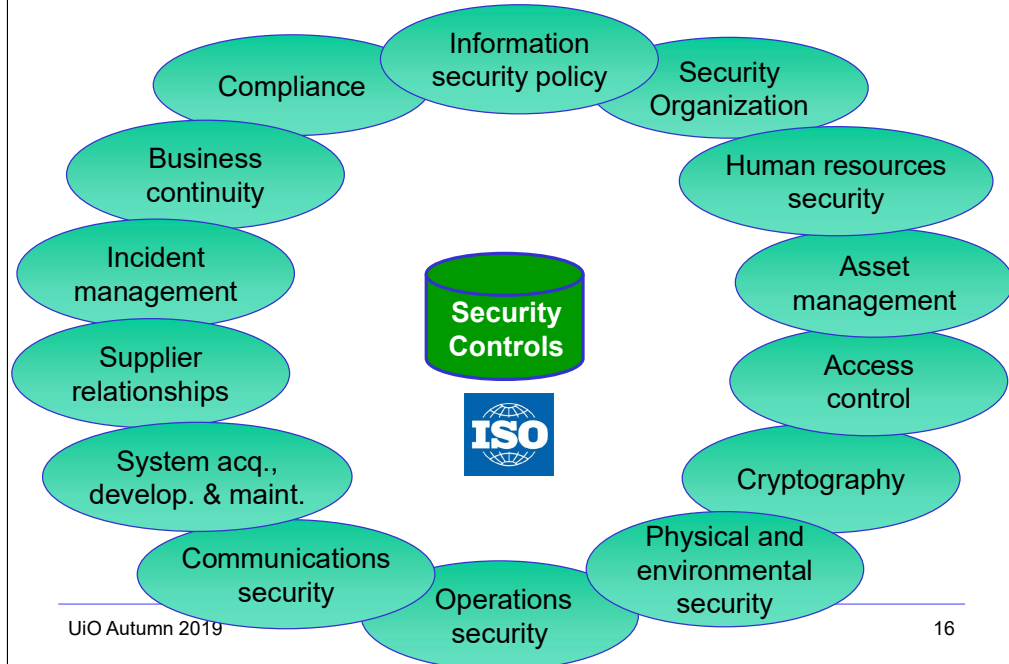 Information
security policy
Security
Organization
Human resources
security
Asset
management
Access
control
Cryptography
Physical and
environmental
security
Operations
security
Communications
security
System acq.,
develop. & maint.
Supplier
relationships
Incident
management
Business
continuity
Compliance
Security
Controls
ISO
UiO Autumn 2019
16